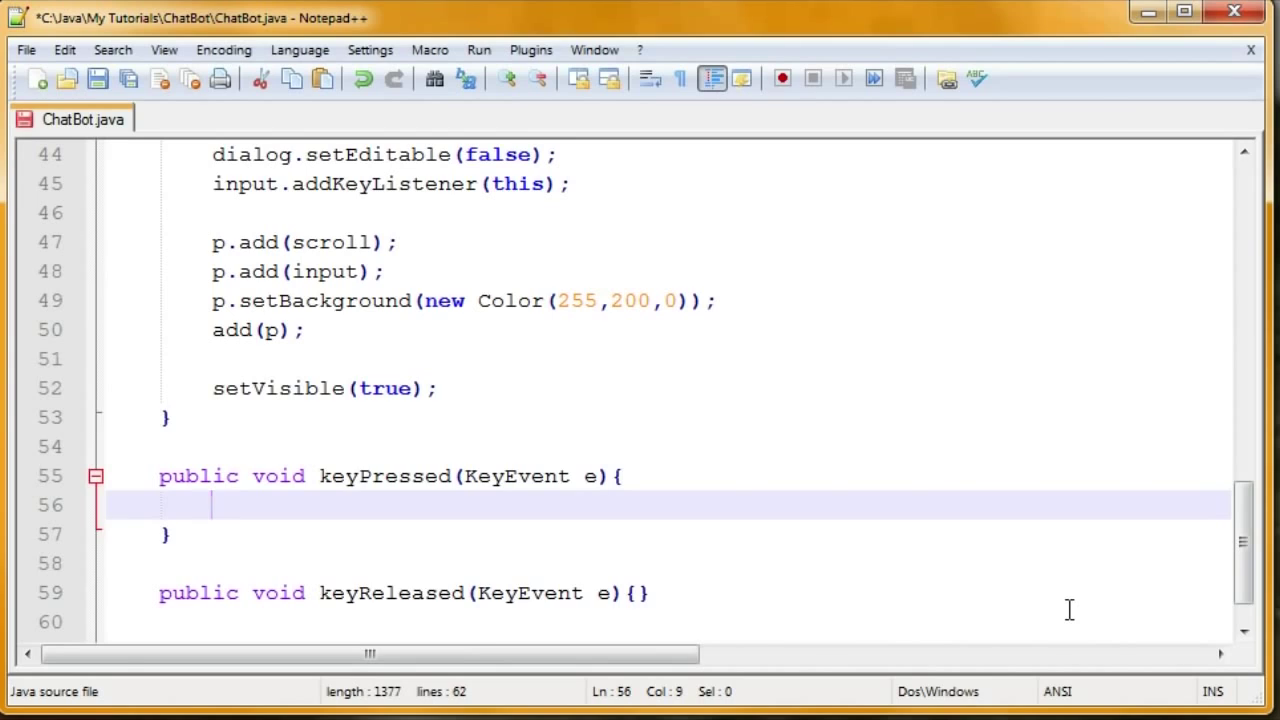 *C:\Java\My Tutorials\ChatBot\ChatBot.java - Notepad++
File Edit Search View Encoding Language Settings Macro Run Plugins Window ? X
ABC
ChatBot.java
44 dialog.setEditable(false);
45 input.addKeyListener(this);
46
47 p.add(scroll);
48 p.add(input);
49 p.setBackground(new Color(255,200,0));
50 add(p);
51
52 setVisible(true);
53 }
54
55 public void keyPressed(KeyEvent e){
56
57 }
58
59 public void keyReleased(KeyEvent e){}
60
Java source file length : 1377 lines : 62 Ln : 56 Col : 9 Sel : 0 Dos\Windows ANSI INS